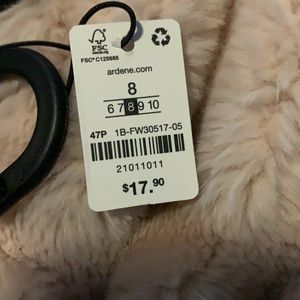 FSC
FSC® C125685
ardene.com
8
6 7 8 9 10
47P 1B-FW30517-05
21011011
$17.90